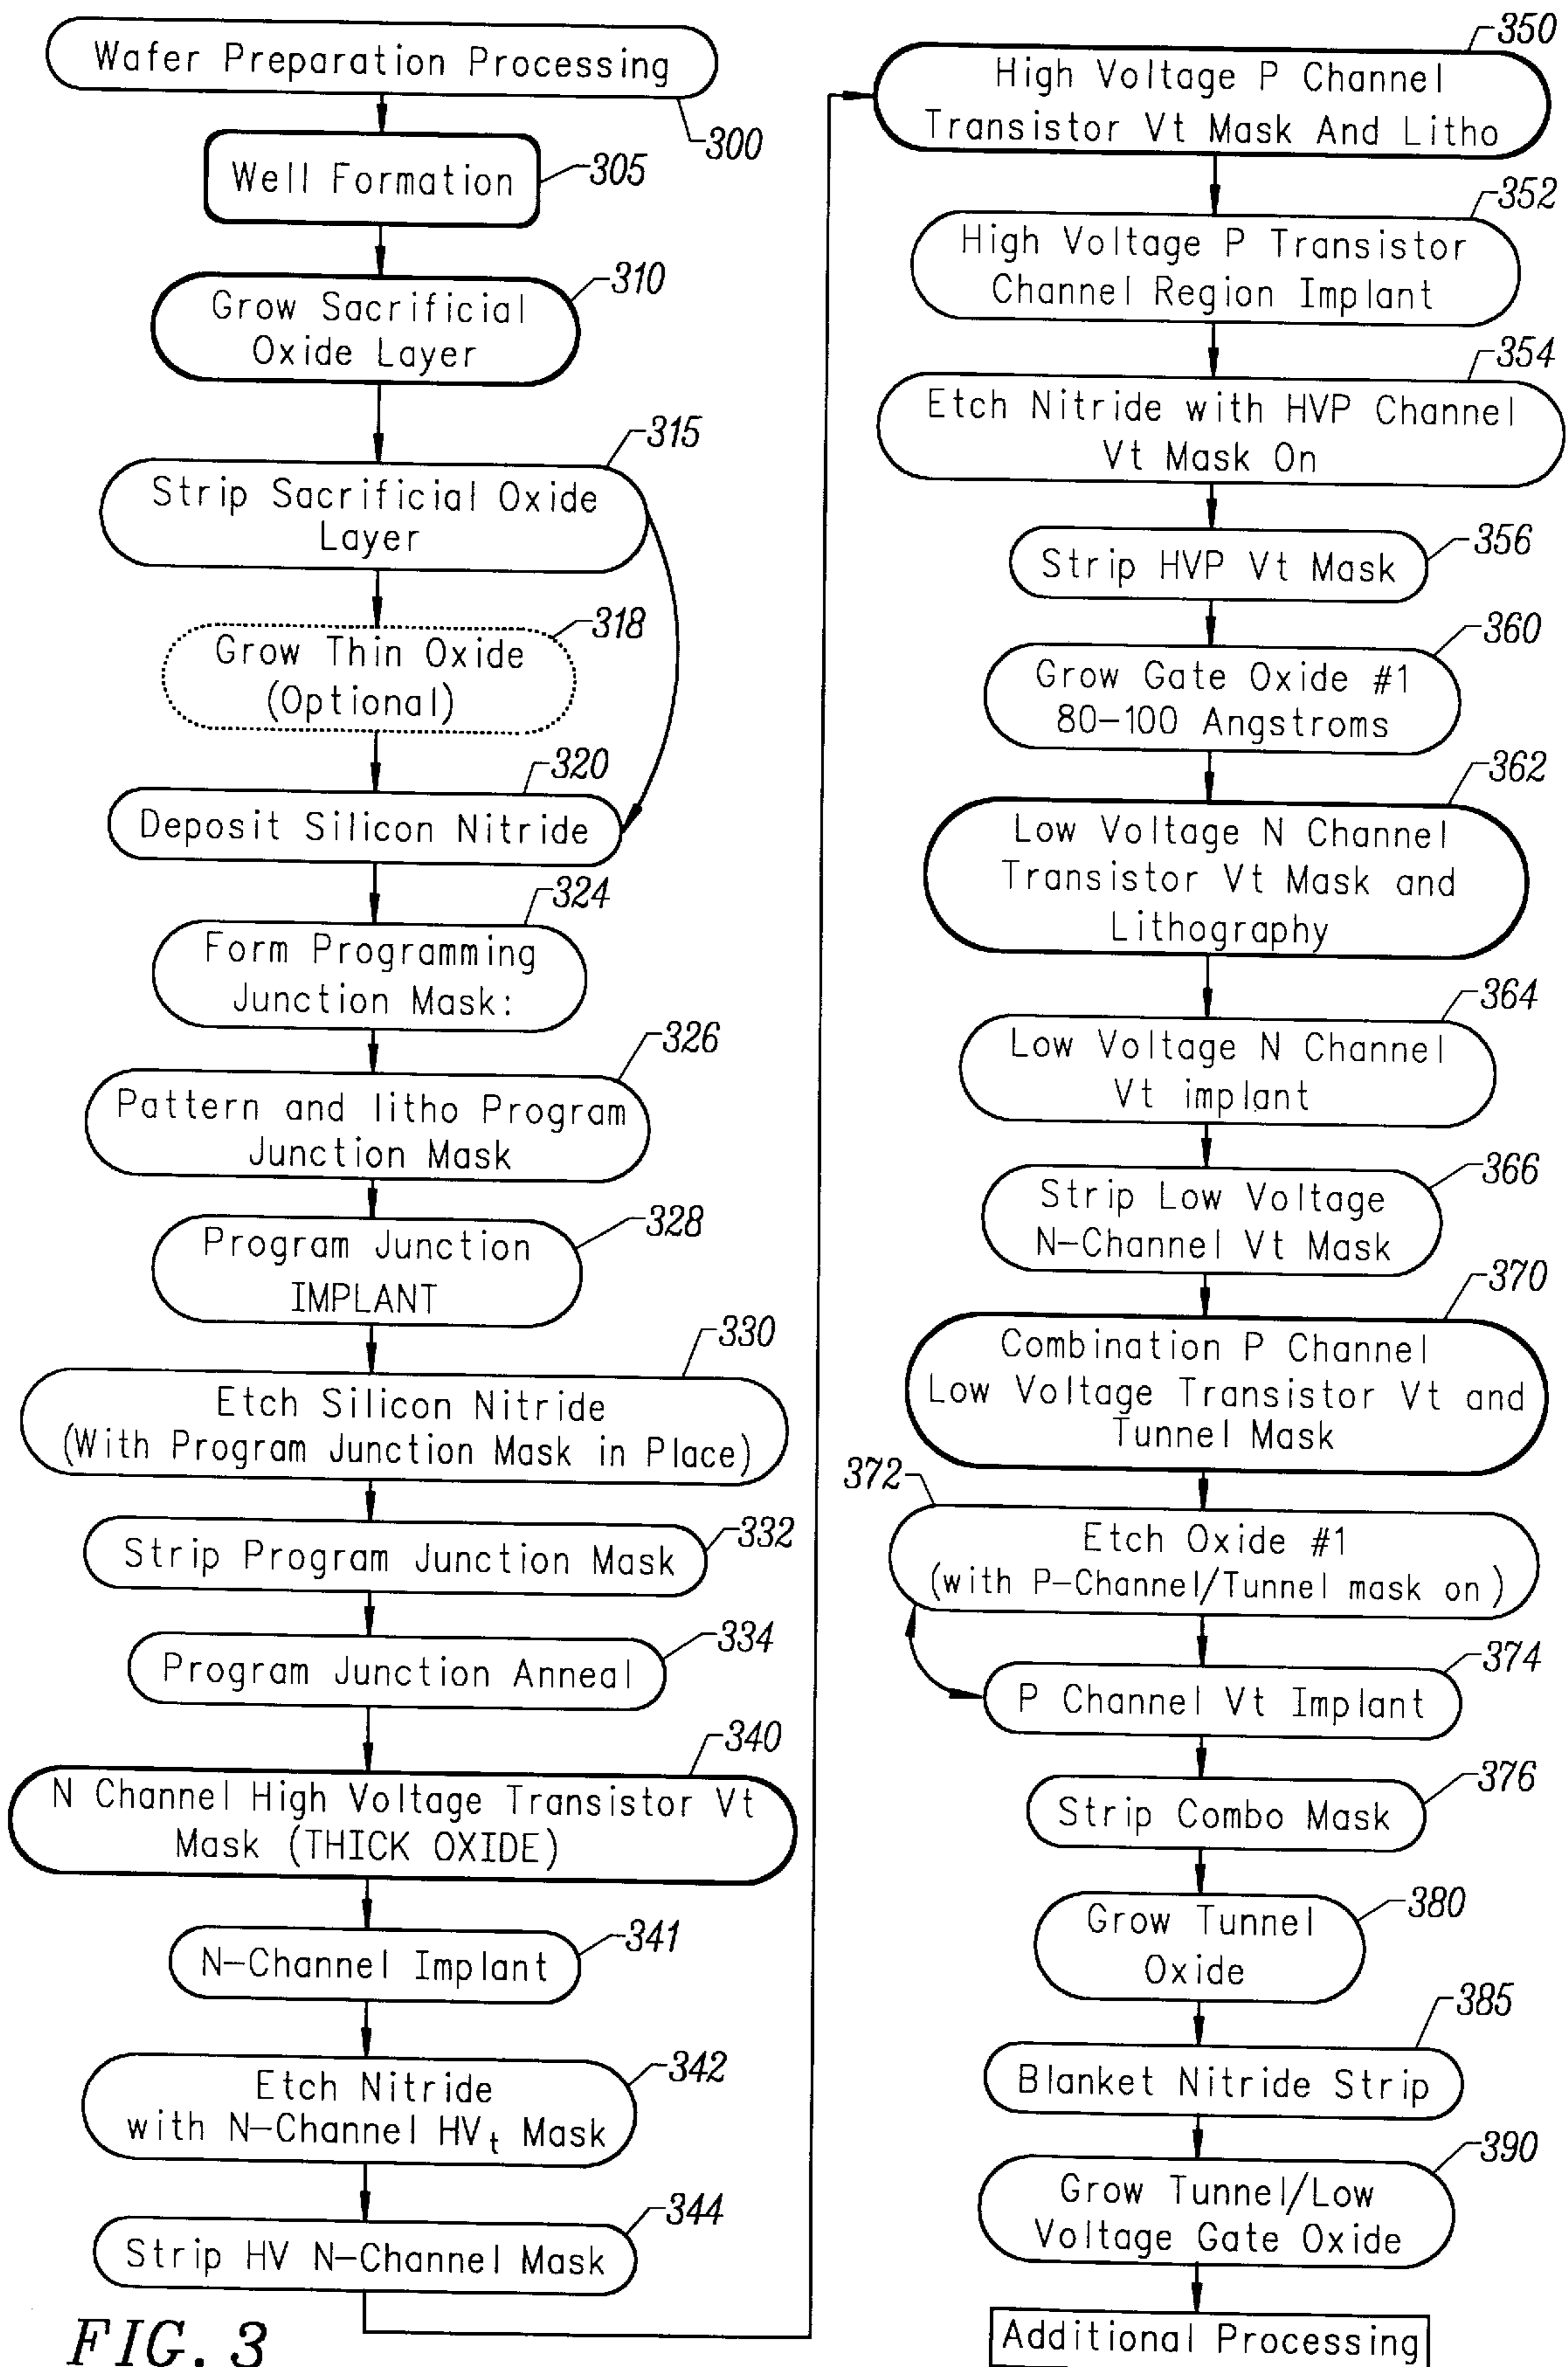 Wafer Preparation Processing
300
Well Formation
305
Grow Sacrificial
Oxide Layer
310
Strip Sacrificial Oxide
Layer
315
Grow Thin Oxide
(Optional)
318
Deposit Silicon Nitride
320
Form Programming
Junction Mask:
324
Pattern and litho Program
Junction Mask
326
Program Junction
IMPLANT
328
Etch Silicon Nitride
(With Program Junction Mask in Place)
330
Strip Program Junction Mask
332
Program Junction Anneal
334
N Channel High Voltage Transistor Vt
Mask (THICK OXIDE)
340
N-Channel Implant
341
Etch Nitride
with N-Channel HVt Mask
342
Strip HV N-Channel Mask
344
FIG. 3
High Voltage P Channel
Transistor Vt Mask And Litho
350
High Voltage P Transistor
Channel Region Implant
352
Etch Nitride with HVP Channel
Vt Mask On
354
Strip HVP Vt Mask
356
Grow Gate Oxide #1
80-100 Angstroms
360
Low Voltage N Channel
Transistor Vt Mask and
Lithography
362
Low Voltage N Channel
Vt implant
364
Strip Low Voltage
N-Channel Vt Mask
366
Combination P Channel
Low Voltage Transistor Vt and
Tunnel Mask
370
Etch Oxide #1
(with P-Channel/Tunnel mask on)
372
P Channel Vt Implant
374
Strip Combo Mask
376
Grow Tunnel
Oxide
380
Blanket Nitride Strip
385
Grow Tunnel/Low
Voltage Gate Oxide
390
Additional Processing